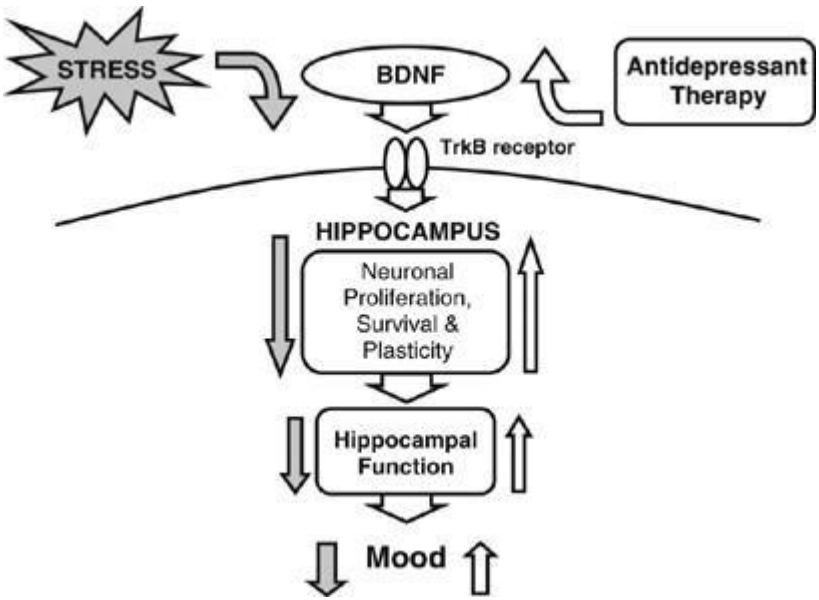 STRESS
BDNF
Antidepressant
Therapy
TrkB receptor
HIPPOCAMPUS
Neuronal
Proliferation,
Survival &
Plasticity
Hippocampal
Function
Mood